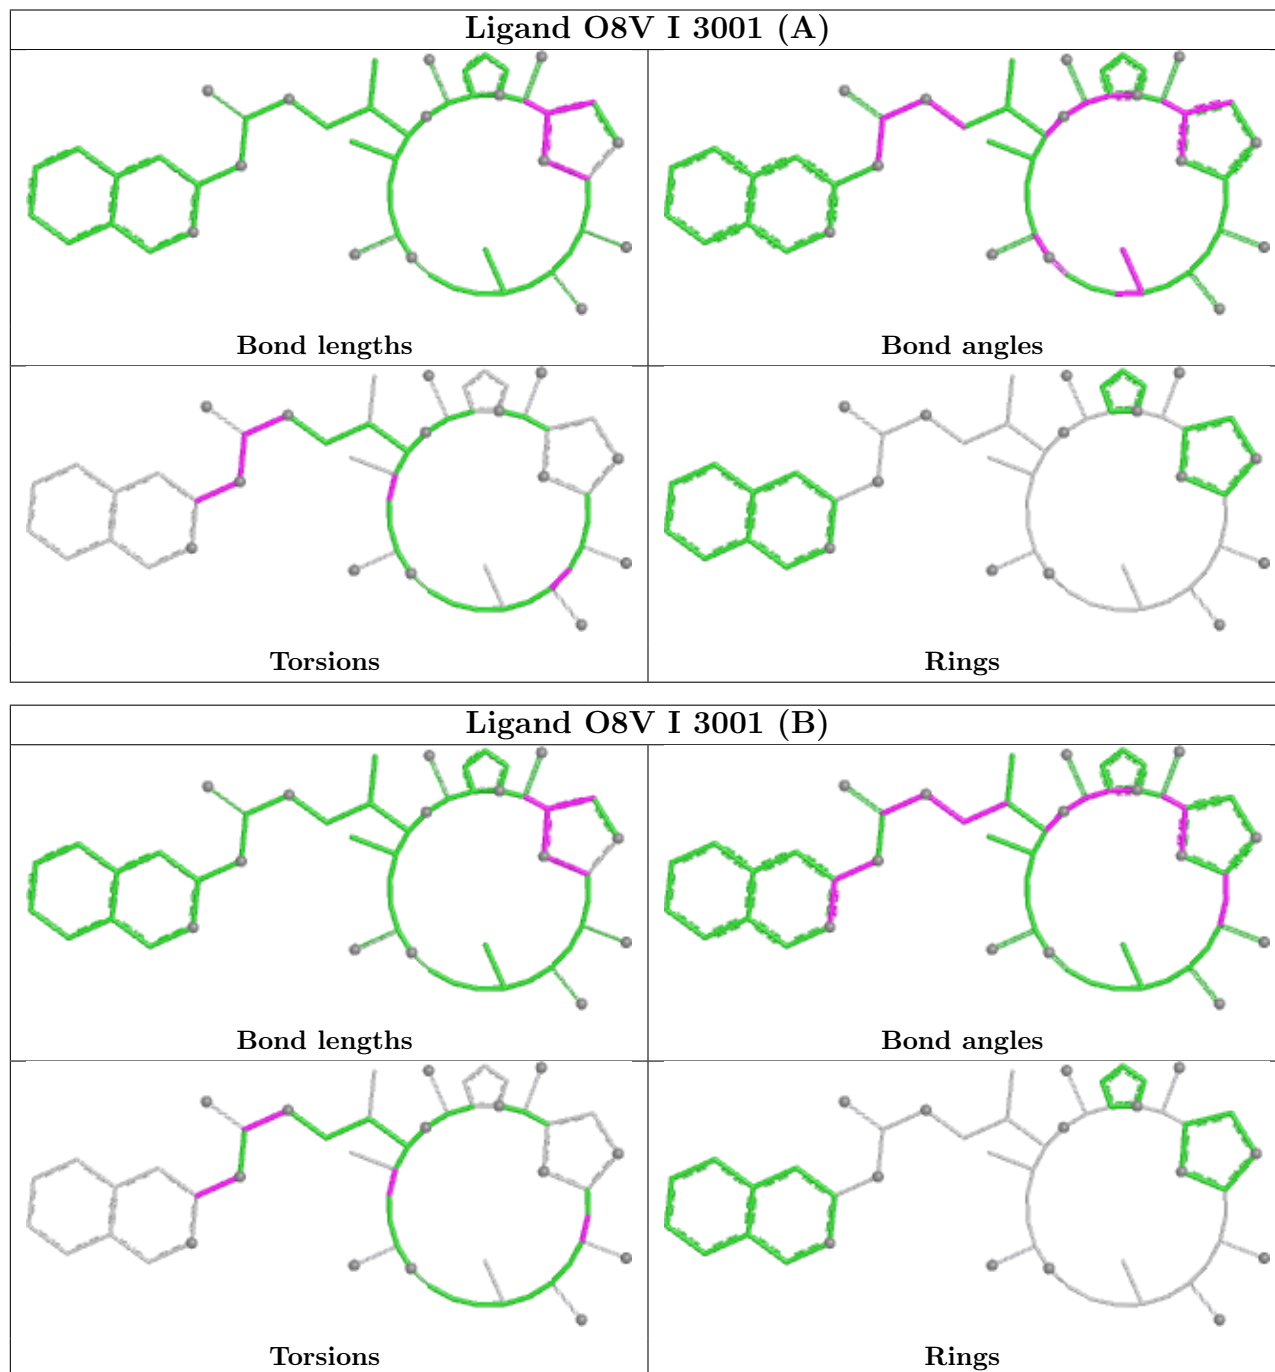 Ligand O8V I 3001 (A)
Bond lengths
Bond angles
Torsions
Rings
Ligand O8V I 3001 (B)
Bond lengths
Bond angles
Torsions
Rings